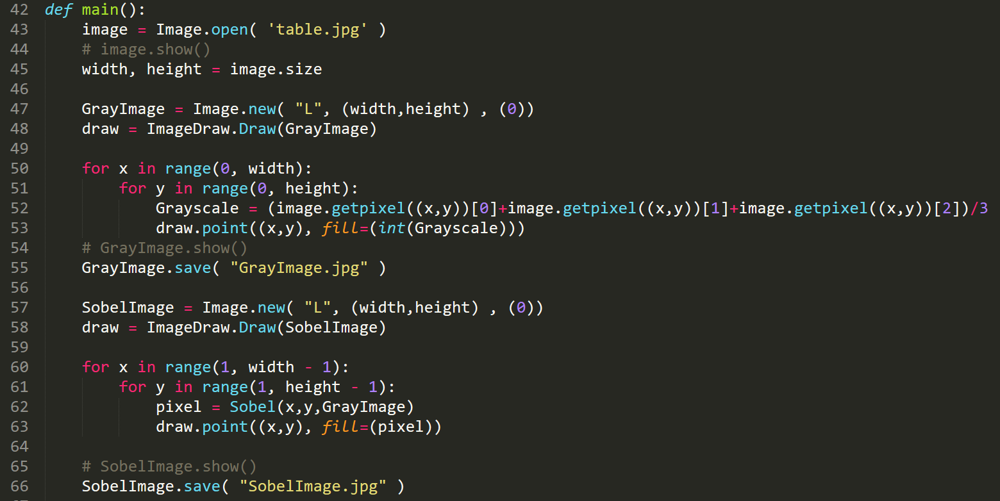 42 def main():
43     image = Image.open( 'table.jpg' )
44     # image.show()
45     width, height = image.size
46
47     GrayImage = Image.new( "L", (width,height) , (0))
48     draw = ImageDraw.Draw(GrayImage)
49
50     for x in range(0, width):
51         for y in range(0, height):
52             Grayscale = (image.getpixel((x,y))[0]+image.getpixel((x,y))[1]+image.getpixel((x,y))[2])/3
53             draw.point((x,y), fill=(int(Grayscale)))
54     # GrayImage.show()
55     GrayImage.save( "GrayImage.jpg" )
56
57     SobelImage = Image.new( "L", (width,height) , (0))
58     draw = ImageDraw.Draw(SobelImage)
59
60     for x in range(1, width - 1):
61         for y in range(1, height - 1):
62             pixel = Sobel(x,y,GrayImage)
63             draw.point((x,y), fill=(pixel))
64
65     # SobelImage.show()
66     SobelImage.save( "SobelImage.jpg" )